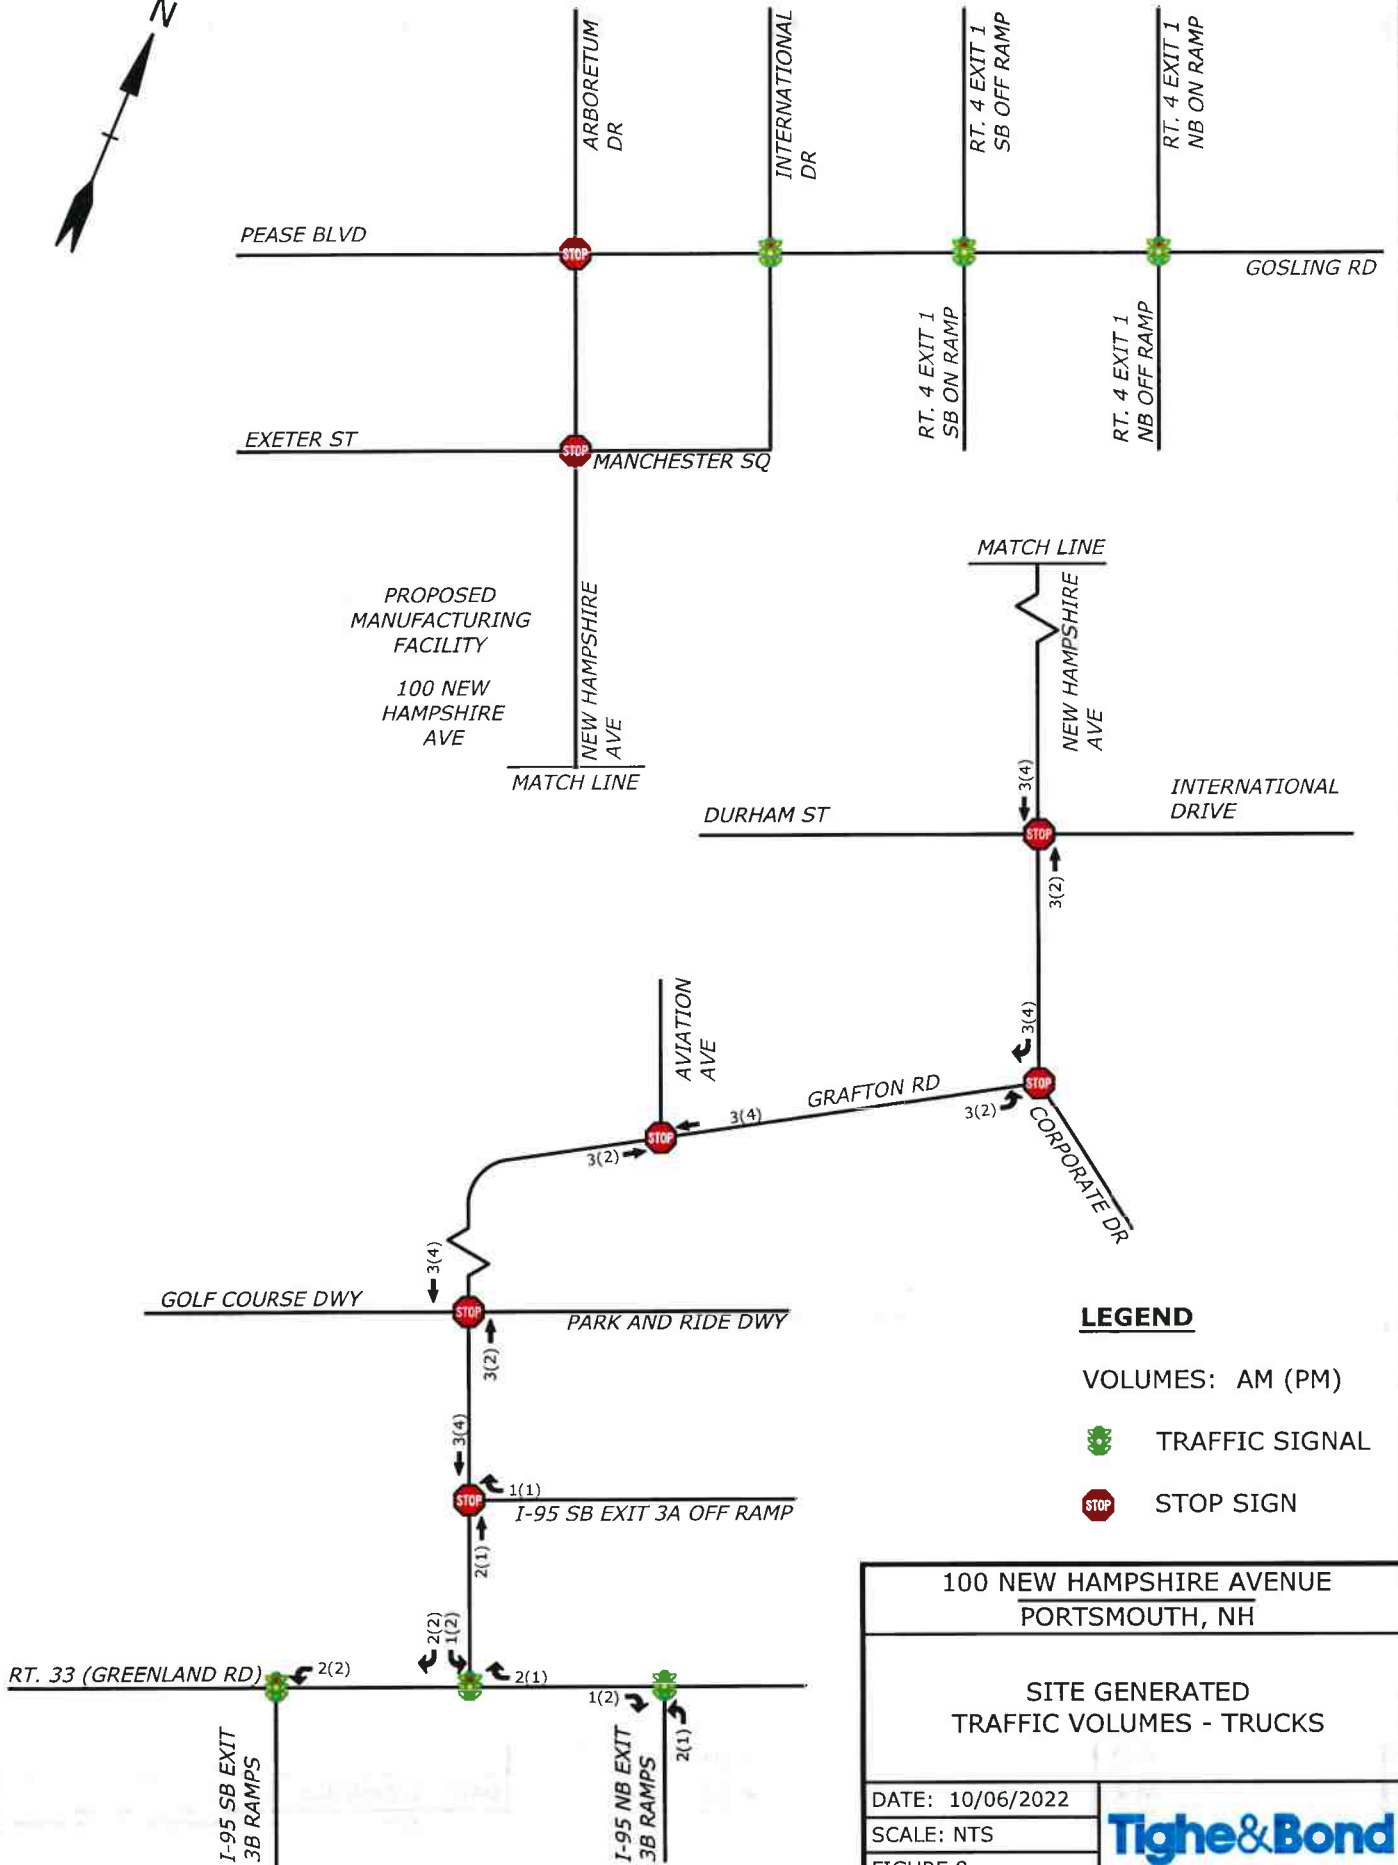 N
ARBORETUM
DR
INTERNATIONAL
DR
RT. 4 EXIT 1
SB OFF RAMP
RT. 4 EXIT 1
NB ON RAMP
PEASE BLVD
STOP
GOSLING RD
RT. 4 EXIT 1
SB ON RAMP
RT. 4 EXIT 1
NB OFF RAMP
EXETER ST
STOP
MANCHESTER SQ
PROPOSED
MANUFACTURING
FACILITY
100 NEW
HAMPSHIRE
AVE
NEW HAMPSHIRE
AVE
MATCH LINE
MATCH LINE
NEW HAMPSHIRE
AVE
3(4)
DURHAM ST
STOP
INTERNATIONAL
DRIVE
3(2)
3(4)
AVIATION
AVE
GRAFTON RD
STOP
3(2)
CORPORATE DR
3(4)
STOP
3(2)
3(4)
GOLF COURSE DWY
STOP
PARK AND RIDE DWY
3(2)
3(4)
1(1)
STOP
I-95 SB EXIT 3A OFF RAMP
2(1)
2(2)
1(2)
RT. 33 (GREENLAND RD)
2(2)
2(1)
1(2)
2(1)
I-95 SB EXIT
3B RAMPS
I-95 NB EXIT
3B RAMPS
LEGEND
VOLUMES: AM (PM)
TRAFFIC SIGNAL
STOP
STOP SIGN
100 NEW HAMPSHIRE AVENUE
PORTSMOUTH, NH
SITE GENERATED
TRAFFIC VOLUMES - TRUCKS
DATE: 10/06/2022
SCALE: NTS
Tighe&Bond